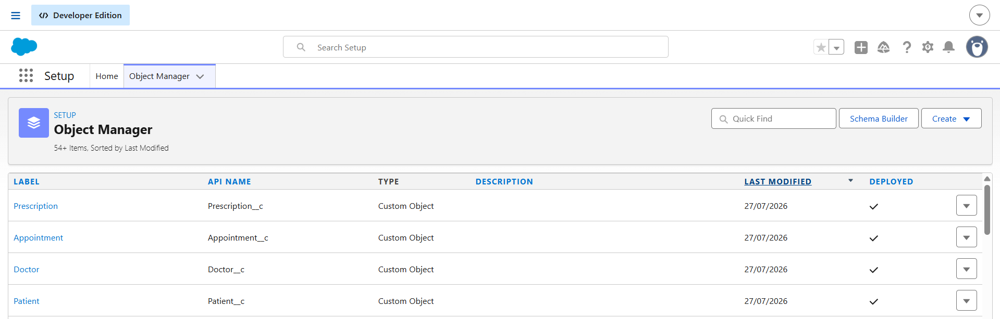 Developer Edition
Search Setup
Setup Home Object Manager
SETUP
Object Manager
54+ Items, Sorted by Last Modified
Quick Find Schema Builder Create
LABEL API NAME TYPE DESCRIPTION LAST MODIFIED DEPLOYED
Prescription Prescription__c Custom Object 27/07/2026
Appointment Appointment__c Custom Object 27/07/2026
Doctor Doctor__c Custom Object 27/07/2026
Patient Patient__c Custom Object 27/07/2026